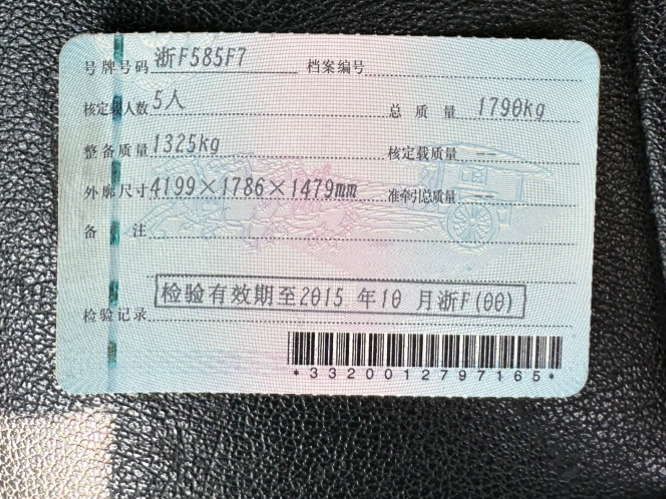 号牌号码 浙F585F7 档案编号
核定载人数 5人 总质量 1790kg
整备质量 1325kg 核定载质量 --
外廓尺寸 4199×1786×1479mm 准牵引总质量 --
备注
检验记录 检验有效期至2015 年10 月浙F(00)
*3320012797165*